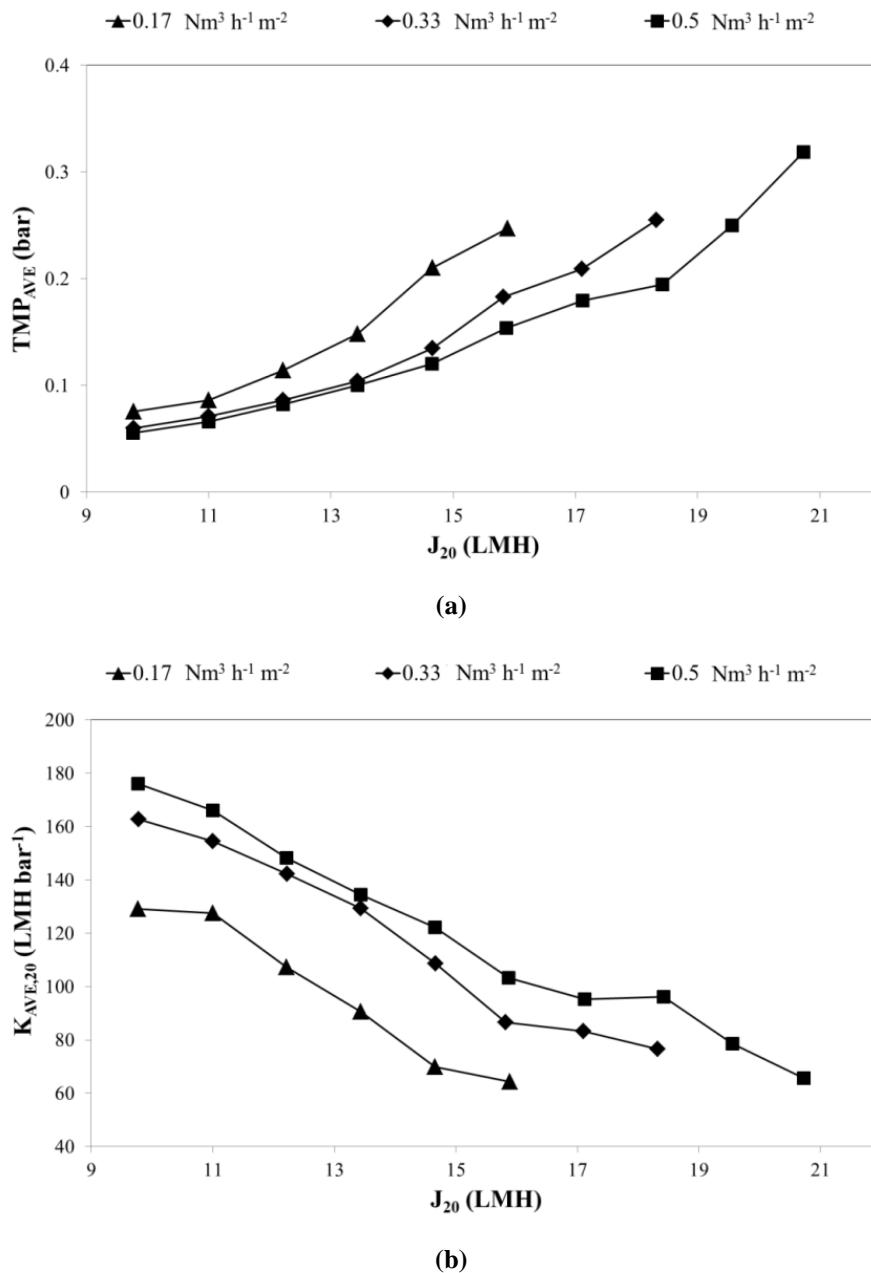 0.17 Nm³ h⁻¹ m⁻² 0.33 Nm³ h⁻¹ m⁻² 0.5 Nm³ h⁻¹ m⁻²
0.4
0.3
0.2
0.1
0
TMP_AVE (bar)
9 11 13 15 17 19 21
J₂₀ (LMH)
(a)
0.17 Nm³ h⁻¹ m⁻² 0.33 Nm³ h⁻¹ m⁻² 0.5 Nm³ h⁻¹ m⁻²
200
180
160
140
120
100
80
60
40
K_AVE,20 (LMH bar⁻¹)
9 11 13 15 17 19 21
J₂₀ (LMH)
(b)